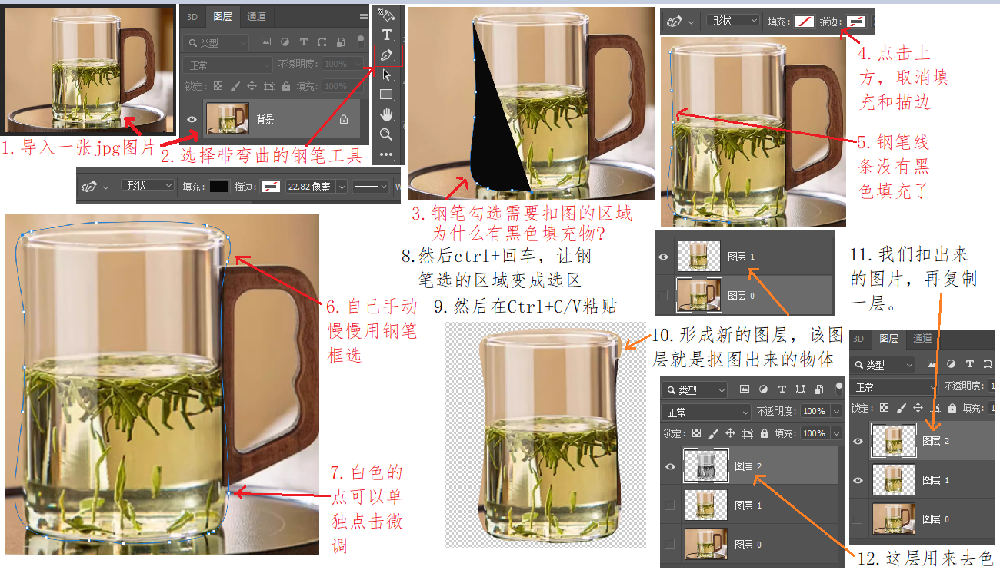 3D 图层 通道
类型
正常 不透明度: 100%
锁定: 填充: 100%
背景
1.导入一张jpg图片
2.选择带弯曲的钢笔工具
形状 填充: 描边: 22.82 像素
3.钢笔勾选需要扣图的区域
为什么有黑色填充物?
形状 填充: 描边:
4.点击上
方，取消填
充和描边
5.钢笔线
条没有黑
色填充了
6.自己手动
慢慢用钢笔
框选
7.白色的
点可以单
独点击微
调
8.然后ctrl+回车，让钢
笔选的区域变成选区
9.然后在Ctrl+C/V粘贴
图层 1
图层 0
10.形成新的图层，该图
层就是抠图出来的物体
11.我们扣出来
的图片，再复制
一层。
3D 图层 通道
类型
正常 不透明度: 1
锁定: 填充: 1
图层 2
图层 1
图层 0
类型
正常 不透明度: 100%
锁定: 填充: 100%
图层 2
图层 1
图层 0
12.这层用来去色